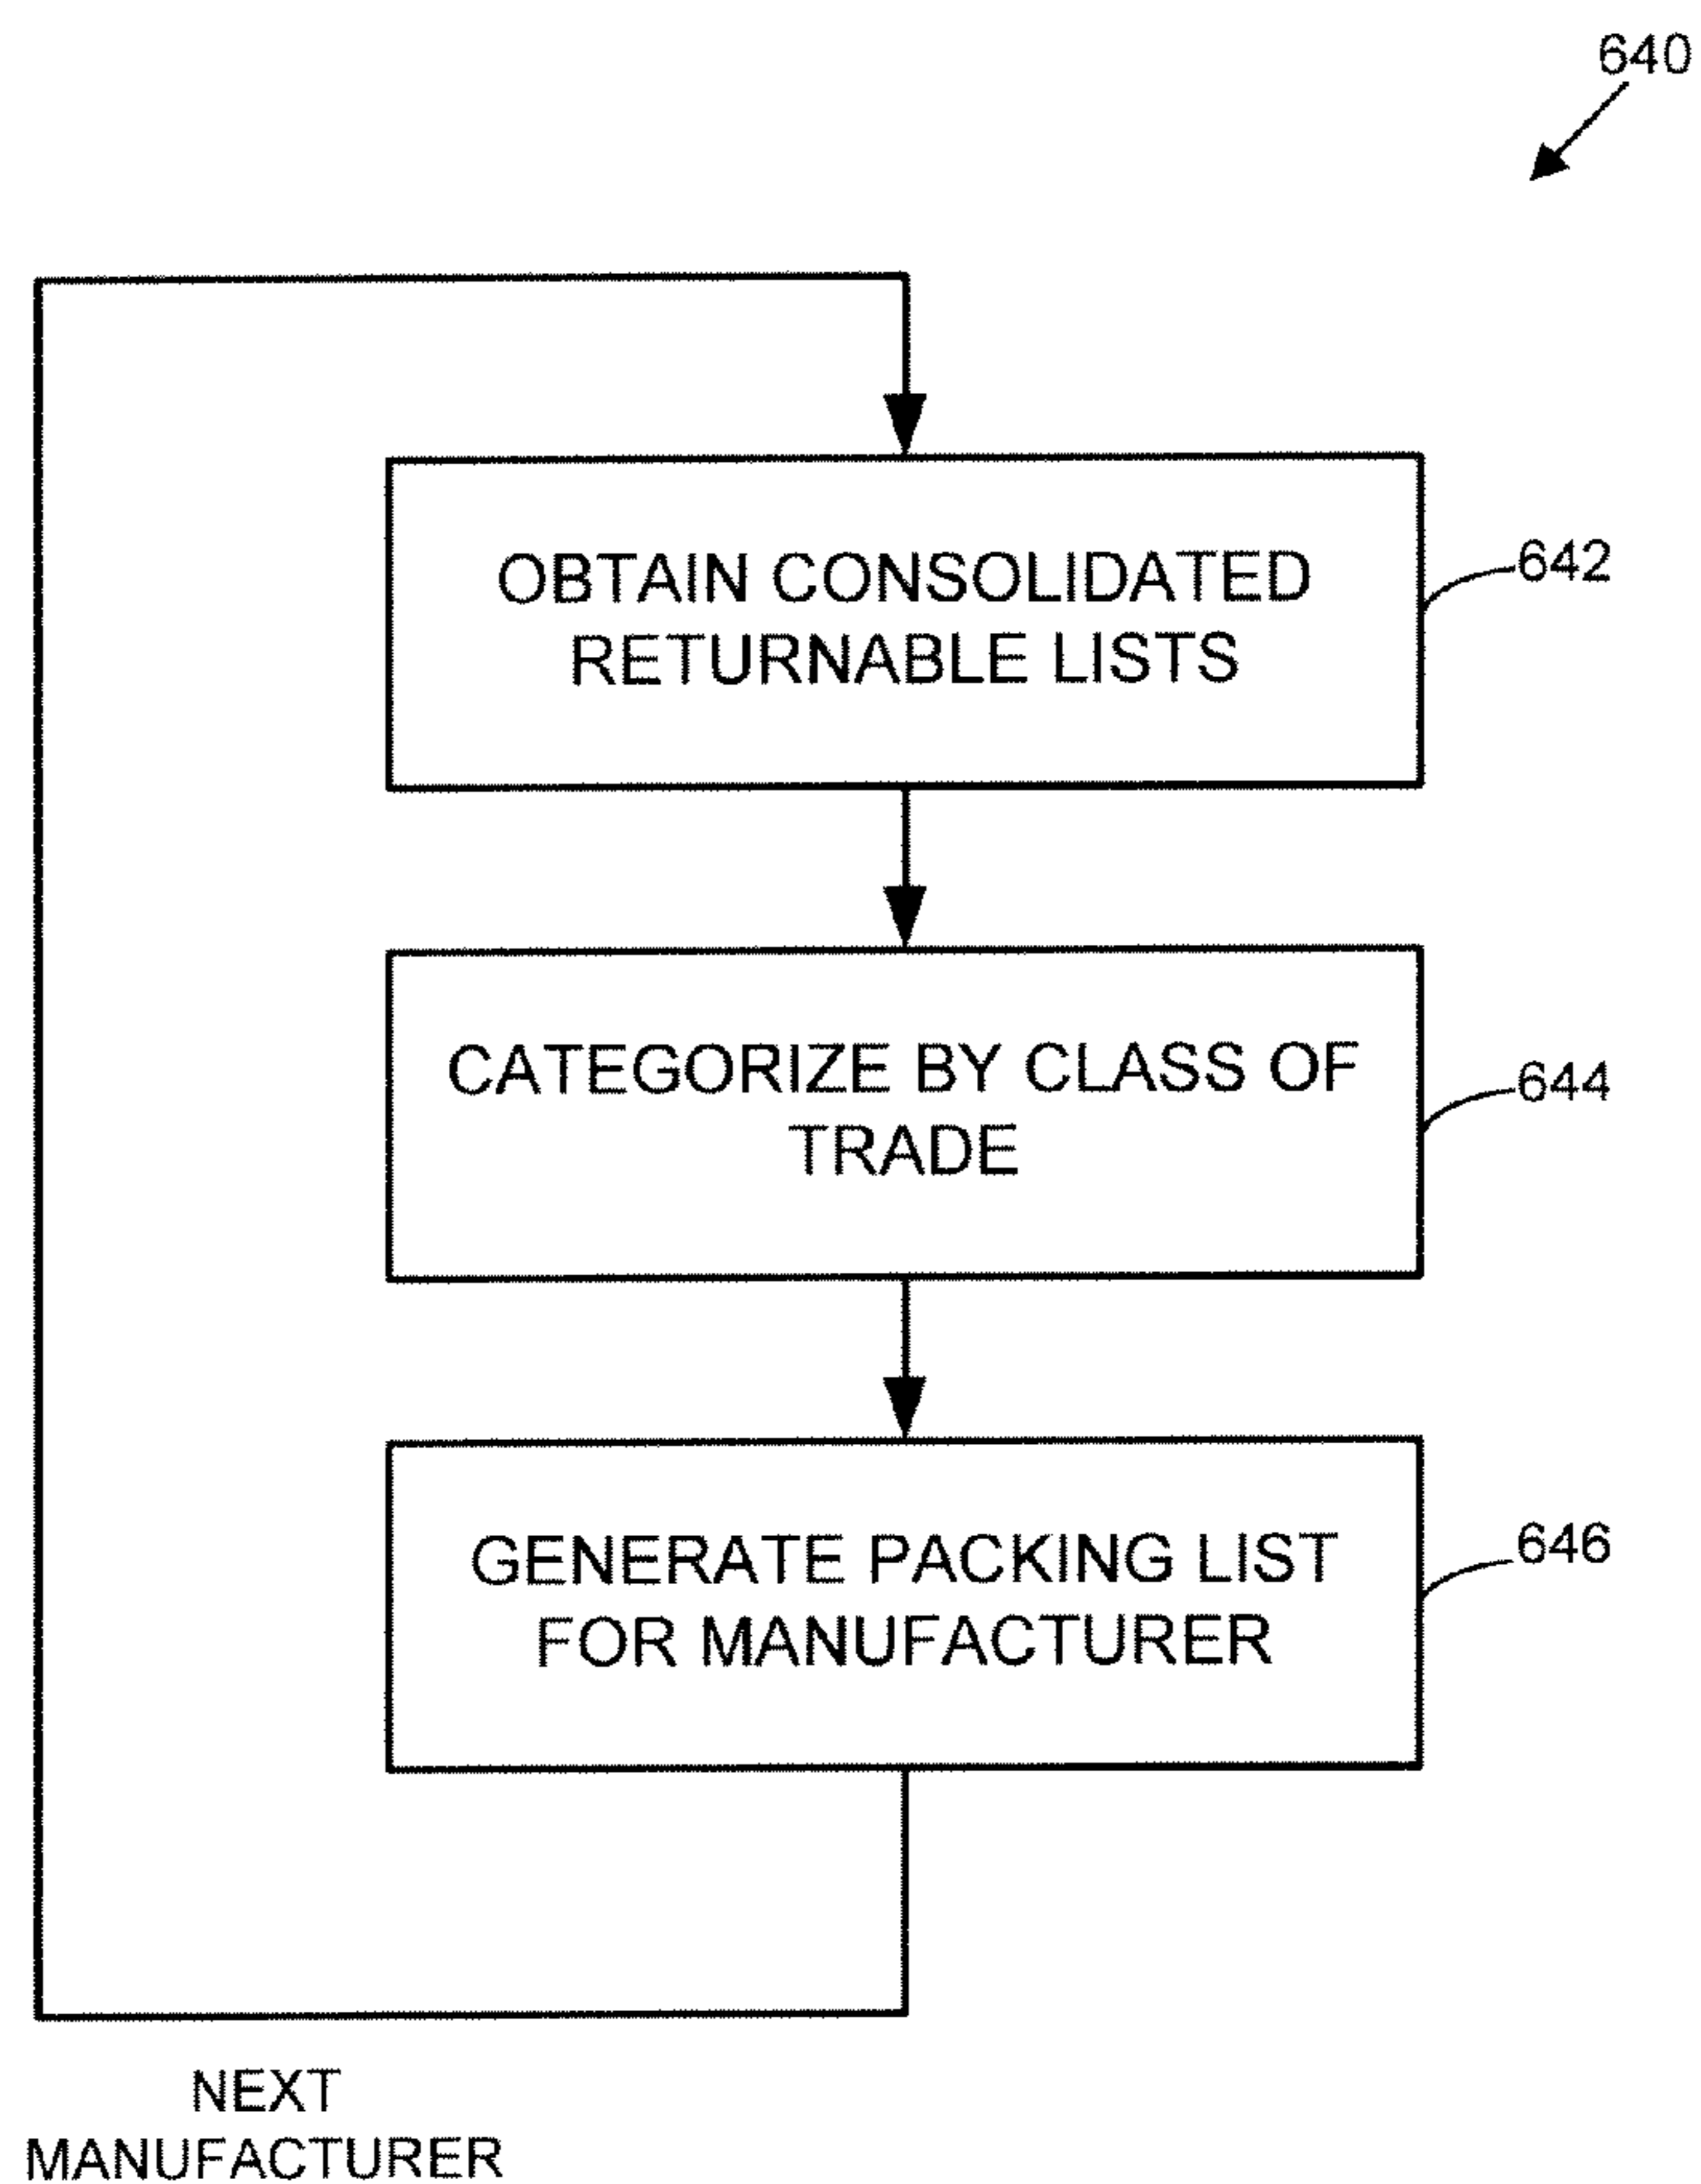 640
OBTAIN CONSOLIDATED
RETURNABLE LISTS
642
CATEGORIZE BY CLASS OF
TRADE
644
GENERATE PACKING LIST
FOR MANUFACTURER
646
NEXT
MANUFACTURER